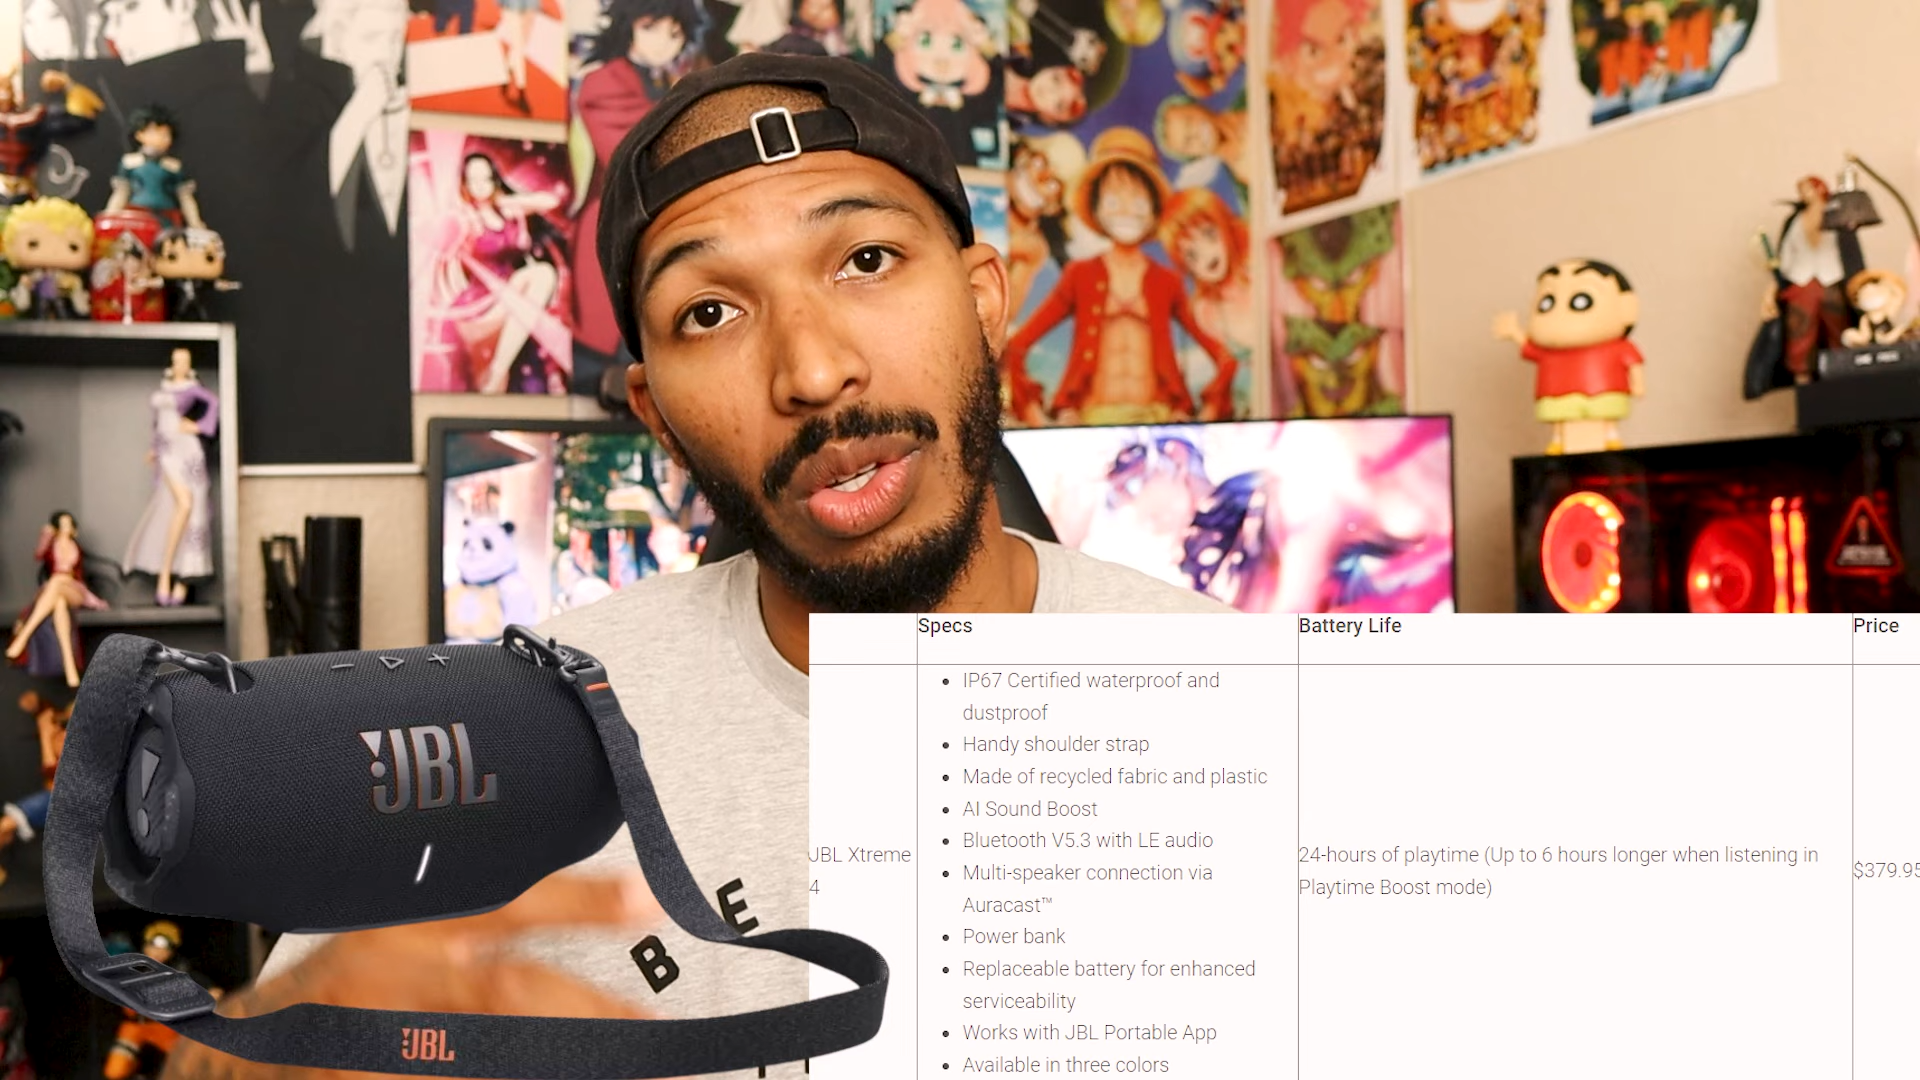 Specs
Battery Life
Price
JBL Xtreme
4
IP67 Certified waterproof and
dustproof
Handy shoulder strap
Made of recycled fabric and plastic
AI Sound Boost
Bluetooth V5.3 with LE audio
Multi-speaker connection via
Auracast™
Power bank
Replaceable battery for enhanced
serviceability
Works with JBL Portable App
Available in three colors
24-hours of playtime (Up to 6 hours longer when listening in
Playtime Boost mode)
$379.95
JBL
JBL
B E